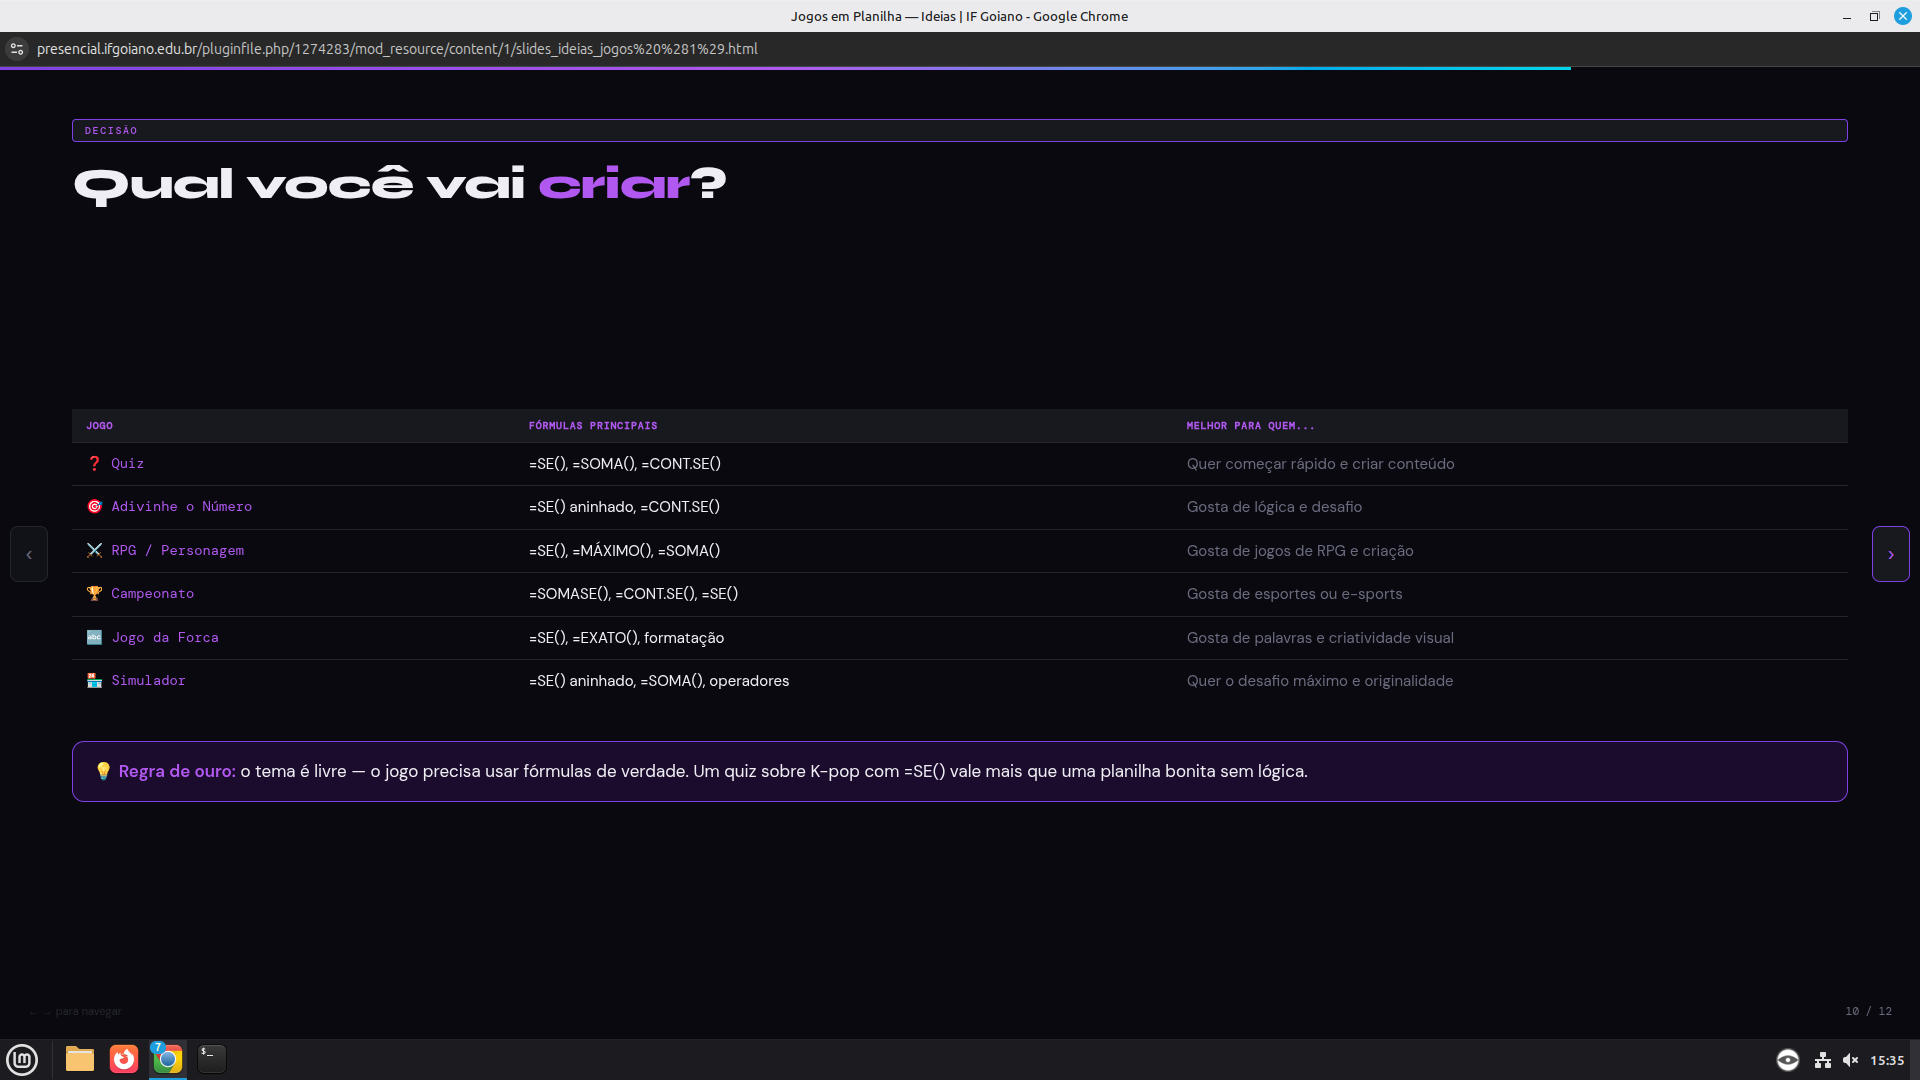 Jogos em Planilha — Ideias | IF Goiano - Google Chrome
presencial.ifgoiano.edu.br/pluginfile.php/1274283/mod_resource/content/1/slides_ideias_jogos%20%281%29.html
DECISÃO
Qual você vai criar?
JOGO FÓRMULAS PRINCIPAIS MELHOR PARA QUEM...
❓ Quiz =SE(), =SOMA(), =CONT.SE() Quer começar rápido e criar conteúdo
🎯 Adivinhe o Número =SE() aninhado, =CONT.SE() Gosta de lógica e desafio
⚔️ RPG / Personagem =SE(), =MÁXIMO(), =SOMA() Gosta de jogos de RPG e criação
🏆 Campeonato =SOMASE(), =CONT.SE(), =SE() Gosta de esportes ou e-sports
🔤 Jogo da Forca =SE(), =EXATO(), formatação Gosta de palavras e criatividade visual
🏪 Simulador =SE() aninhado, =SOMA(), operadores Quer o desafio máximo e originalidade
💡 Regra de ouro: o tema é livre — o jogo precisa usar fórmulas de verdade. Um quiz sobre K-pop com =SE() vale mais que uma planilha bonita sem lógica.
← → para navegar
10 / 12
7
$_
15:35